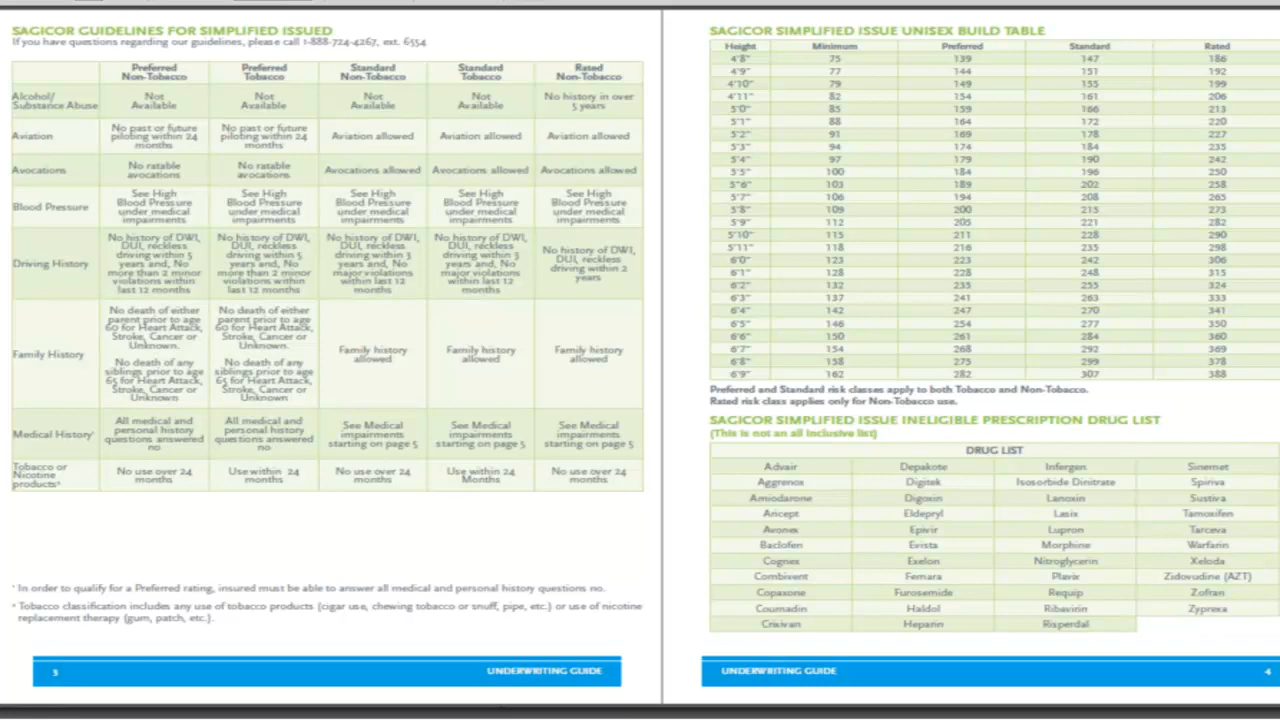 SAGICOR GUIDELINES FOR SIMPLIFIED ISSUED
If you have questions regarding our guidelines, please call 1-888-724-4267, ext. 6554
Preferred Non-Tobacco Preferred Tobacco Standard Non-Tobacco Standard Tobacco Rated Non-Tobacco
Alcohol/ Substance Abuse Not Available Not Available Not Available Not Available No history in over 5 years
Aviation No past or future piloting within 24 months No past or future piloting within 24 months Aviation allowed Aviation allowed Aviation allowed
Avocations No ratable avocations No ratable avocations Avocations allowed Avocations allowed Avocations allowed
Blood Pressure See High Blood Pressure under medical impairments See High Blood Pressure under medical impairments See High Blood Pressure under medical impairments See High Blood Pressure under medical impairments See High Blood Pressure under medical impairments
Driving History No history of DWI, DUI, reckless driving within 5 years and, No more than 2 minor violations within last 12 months No history of DWI, DUI, reckless driving within 5 years and, No more than 2 minor violations within last 12 months No history of DWI, DUI, reckless driving within 3 years and, No major violations within last 12 months No history of DWI, DUI, reckless driving within 3 years and, No major violations within last 12 months No history of DWI, DUI, reckless driving within 2 years
Family History No death of either parent prior to age 60 for Heart Attack, Stroke, Cancer or Unknown. No death of any siblings prior to age 65 for Heart Attack, Stroke, Cancer or Unknown No death of either parent prior to age 60 for Heart Attack, Stroke, Cancer or Unknown. No death of any siblings prior to age 65 for Heart Attack, Stroke, Cancer or Unknown Family history allowed Family history allowed Family history allowed
Medical History¹ All medical and personal history questions answered no All medical and personal history questions answered no See Medical impairments starting on page 5 See Medical impairments starting on page 5 See Medical impairments starting on page 5
Tobacco or Nicotine products² No use over 24 months Use within 24 months No use over 24 months Use within 24 Months No use over 24 months
¹ In order to qualify for a Preferred rating, insured must be able to answer all medical and personal history questions no.
² Tobacco classification includes any use of tobacco products (cigar use, chewing tobacco or snuff, pipe, etc.) or use of nicotine
replacement therapy (gum, patch, etc.).
3 UNDERWRITING GUIDE
SAGICOR SIMPLIFIED ISSUE UNISEX BUILD TABLE
Height Minimum Preferred Standard Rated
4'8" 75 139 147 186
4'9" 77 144 151 192
4'10" 79 149 155 199
4'11" 82 154 161 206
5'0" 85 159 166 213
5'1" 88 164 172 220
5'2" 91 169 178 227
5'3" 94 174 184 235
5'4" 97 179 190 242
5'5" 100 184 196 250
5'6" 103 189 202 258
5'7" 106 194 208 265
5'8" 109 200 215 273
5'9" 112 205 221 282
5'10" 115 211 228 290
5'11" 118 216 235 298
6'0" 123 223 242 306
6'1" 128 228 248 315
6'2" 132 235 255 324
6'3" 137 241 263 333
6'4" 142 247 270 341
6'5" 146 254 277 350
6'6" 150 261 284 360
6'7" 154 268 292 369
6'8" 158 275 299 378
6'9" 162 282 307 388
Preferred and Standard risk classes apply to both Tobacco and Non-Tobacco.
Rated risk class applies only for Non-Tobacco use.
SAGICOR SIMPLIFIED ISSUE INELIGIBLE PRESCRIPTION DRUG LIST
(This is not an all inclusive list)
DRUG LIST
Advair Depakote Infergen Sinemet
Aggrenox Digitek Isosorbide Dinitrate Spiriva
Amiodarone Digoxin Lanoxin Sustiva
Aricept Eldepryl Lasix Tamoxifen
Avonex Epivir Lupron Tarceva
Baclofen Evista Morphine Warfarin
Cognex Exelon Nitroglycerin Xeloda
Combivent Femara Plavix Zidovudine (AZT)
Copaxone Furosemide Requip Zofran
Coumadin Haldol Ribavirin Zyprexa
Crixivan Heparin Risperdal
UNDERWRITING GUIDE 4